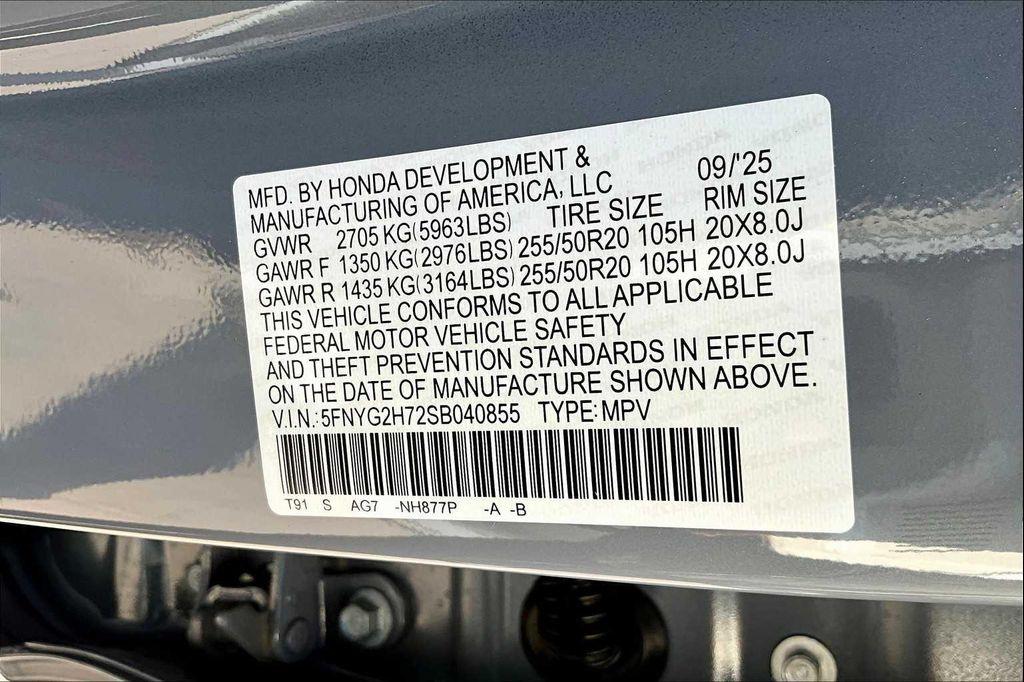 MFD. BY HONDA DEVELOPMENT & 09/'25
MANUFACTURING OF AMERICA, LLC
GVWR 2705 KG(5963LBS) TIRE SIZE RIM SIZE
GAWR F 1350 KG(2976LBS) 255/50R20 105H 20X8.0J
GAWR R 1435 KG(3164LBS) 255/50R20 105H 20X8.0J
THIS VEHICLE CONFORMS TO ALL APPLICABLE
FEDERAL MOTOR VEHICLE SAFETY
AND THEFT PREVENTION STANDARDS IN EFFECT
ON THE DATE OF MANUFACTURE SHOWN ABOVE.
V.I.N.: 5FNYG2H72SB040855 TYPE: MPV
T91 S AG7 -NH877P -A -B